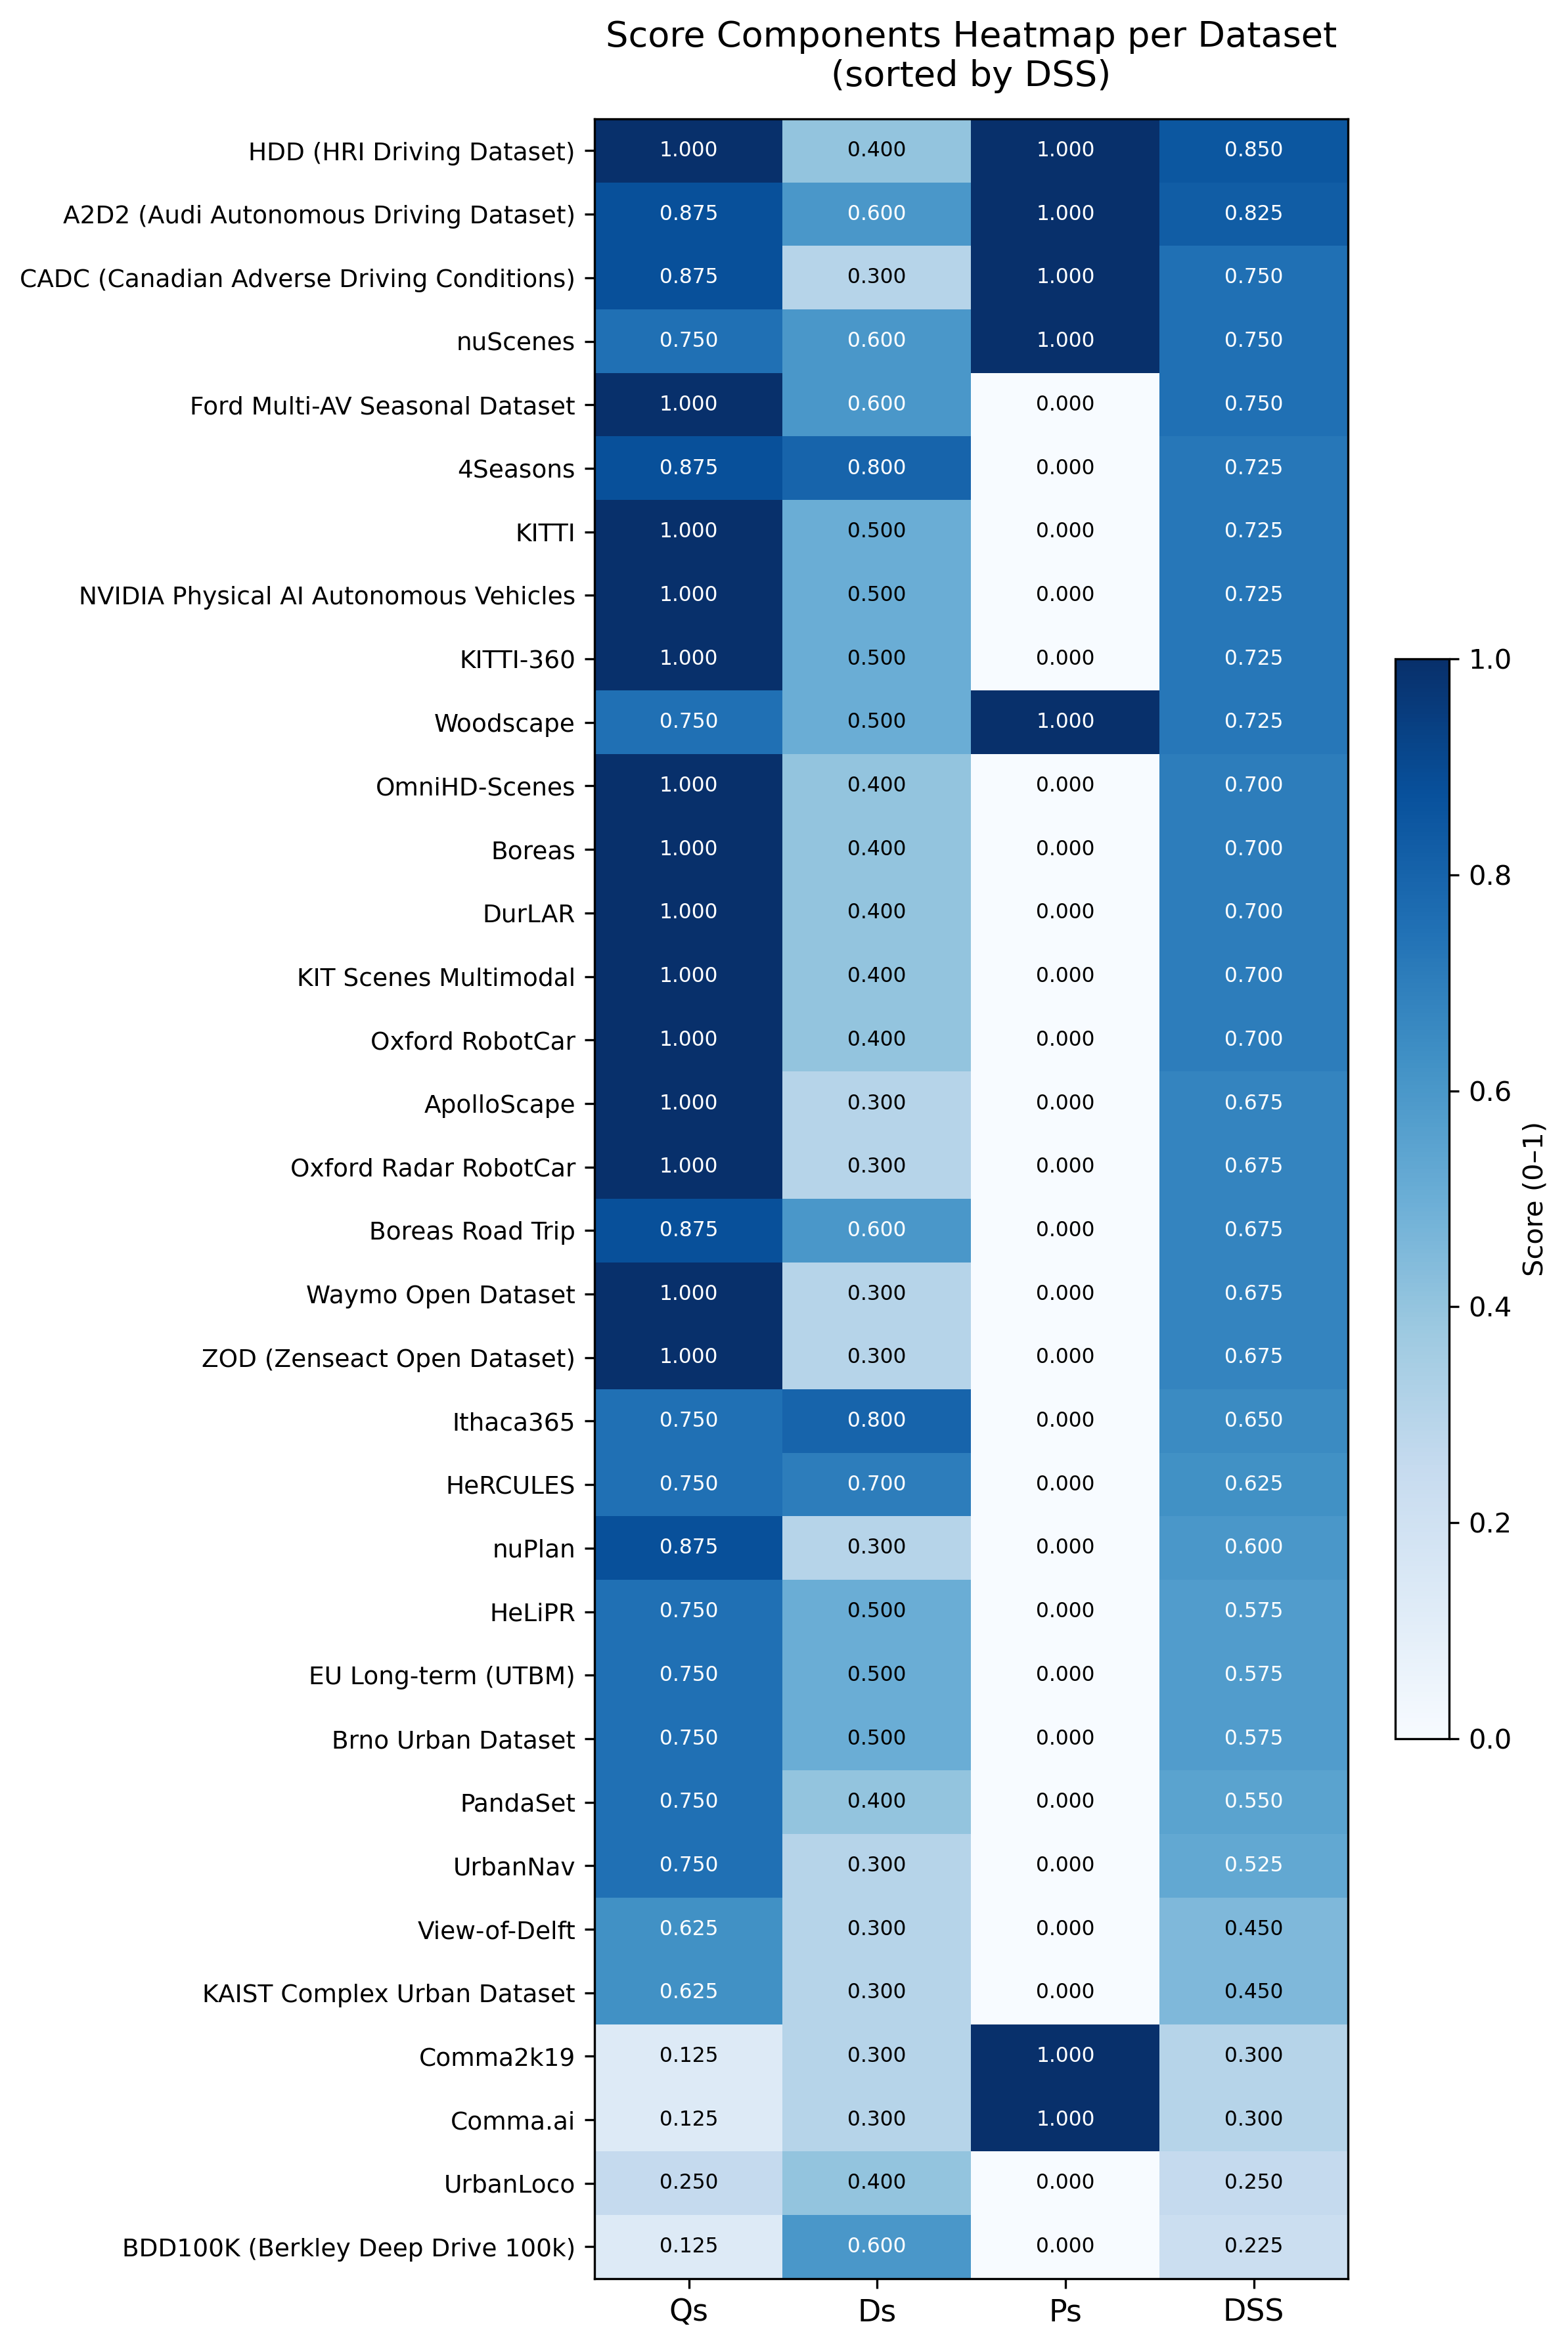 Score Components Heatmap per Dataset
(sorted by DSS)
HDD (HRI Driving Dataset) 1.000 0.400 1.000 0.850
A2D2 (Audi Autonomous Driving Dataset) 0.875 0.600 1.000 0.825
CADC (Canadian Adverse Driving Conditions) 0.875 0.300 1.000 0.750
nuScenes 0.750 0.600 1.000 0.750
Ford Multi-AV Seasonal Dataset 1.000 0.600 0.000 0.750
4Seasons 0.875 0.800 0.000 0.725
KITTI 1.000 0.500 0.000 0.725
NVIDIA Physical AI Autonomous Vehicles 1.000 0.500 0.000 0.725
KITTI-360 1.000 0.500 0.000 0.725
Woodscape 0.750 0.500 1.000 0.725
OmniHD-Scenes 1.000 0.400 0.000 0.700
Boreas 1.000 0.400 0.000 0.700
DurLAR 1.000 0.400 0.000 0.700
KIT Scenes Multimodal 1.000 0.400 0.000 0.700
Oxford RobotCar 1.000 0.400 0.000 0.700
ApolloScape 1.000 0.300 0.000 0.675
Oxford Radar RobotCar 1.000 0.300 0.000 0.675
Boreas Road Trip 0.875 0.600 0.000 0.675
Waymo Open Dataset 1.000 0.300 0.000 0.675
ZOD (Zenseact Open Dataset) 1.000 0.300 0.000 0.675
Ithaca365 0.750 0.800 0.000 0.650
HeRCULES 0.750 0.700 0.000 0.625
nuPlan 0.875 0.300 0.000 0.600
HeLiPR 0.750 0.500 0.000 0.575
EU Long-term (UTBM) 0.750 0.500 0.000 0.575
Brno Urban Dataset 0.750 0.500 0.000 0.575
PandaSet 0.750 0.400 0.000 0.550
UrbanNav 0.750 0.300 0.000 0.525
View-of-Delft 0.625 0.300 0.000 0.450
KAIST Complex Urban Dataset 0.625 0.300 0.000 0.450
Comma2k19 0.125 0.300 1.000 0.300
Comma.ai 0.125 0.300 1.000 0.300
UrbanLoco 0.250 0.400 0.000 0.250
BDD100K (Berkley Deep Drive 100k) 0.125 0.600 0.000 0.225
Qs Ds Ps DSS
1.0
0.8
0.6
0.4
0.2
0.0
Score (0–1)